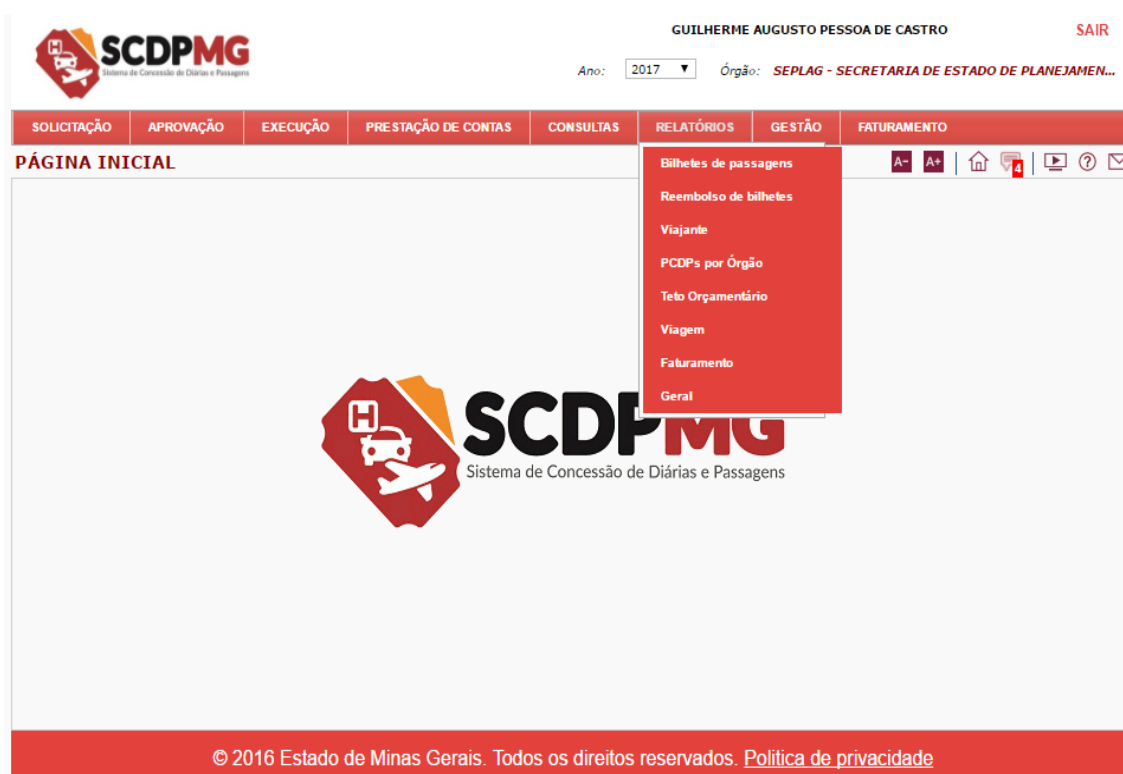 SCDPMG
Sistema de Concessão de Diárias e Passagens
GUILHERME AUGUSTO PESSOA DE CASTRO
SAIR
Ano: 2017 ▼ Órgão: SEPLAG - SECRETARIA DE ESTADO DE PLANEJAMEN...
SOLICITAÇÃO APROVAÇÃO EXECUÇÃO PRESTAÇÃO DE CONTAS CONSULTAS RELATÓRIOS GESTÃO FATURAMENTO
PÁGINA INICIAL
A- A+ 4 ?
Bilhetes de passagens
Reembolso de bilhetes
Viajante
PCDPs por Órgão
Teto Orçamentário
Viagem
Faturamento
Geral
H
SCDPMG
Sistema de Concessão de Diárias e Passagens
© 2016 Estado de Minas Gerais. Todos os direitos reservados. Politica de privacidade